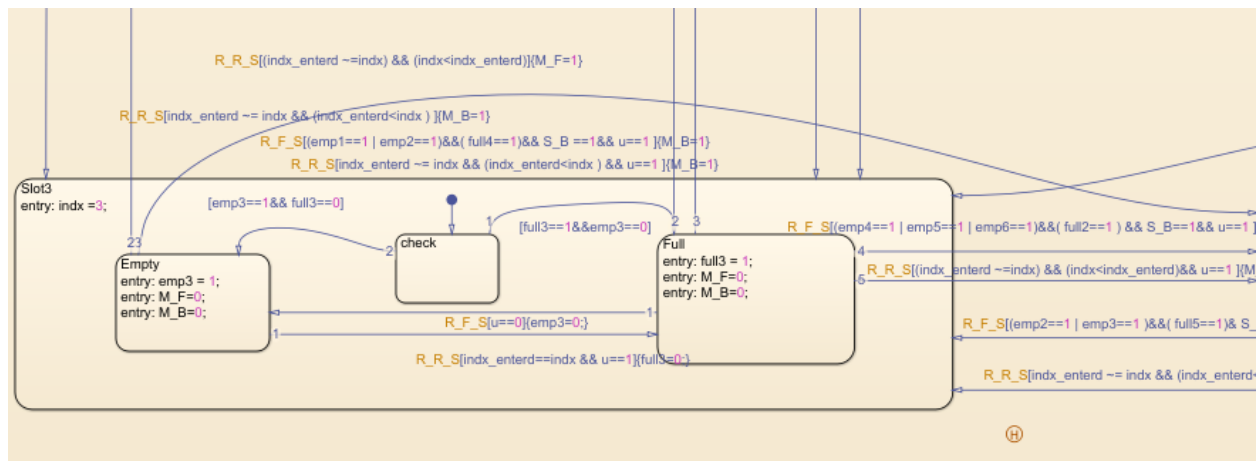 R_R_S[(indx_enterd ~=indx) && (indx<indx_enterd)]{M_F=1}
R_R_S[indx_enterd ~= indx && (indx_enterd<indx ) ]{M_B=1}
R_F_S[(emp1==1 | emp2==1)&&( full4==1)&& S_B ==1&& u==1 ]{M_B=1}
R_R_S[indx_enterd ~= indx && (indx_enterd<indx ) && u==1 ]{M_B=1}
Slot3
entry: indx =3;
[emp3==1&& full3==0]
1
2
3
[full3==1&&emp3==0]
R_F_S[(emp4==1 | emp5==1 | emp6==1)&&( full2==1 ) && S_B==1&& u==1 ]
23
2
check
Full
entry: full3 = 1;
entry: M_F=0;
entry: M_B=0;
4
Empty
entry: emp3 = 1;
entry: M_F=0;
entry: M_B=0;
R_R_S[(indx_enterd ~=indx) && (indx<indx_enterd)&& u==1 ]{M
5
1
R_F_S[u==0]{emp3=0;}
1
R_F_S[(emp2==1 | emp3==1 )&&( full5==1)& S_
R_R_S[indx_enterd==indx && u==1]{full3=0;}
R_R_S[indx_enterd ~= indx && (indx_enterd<
H